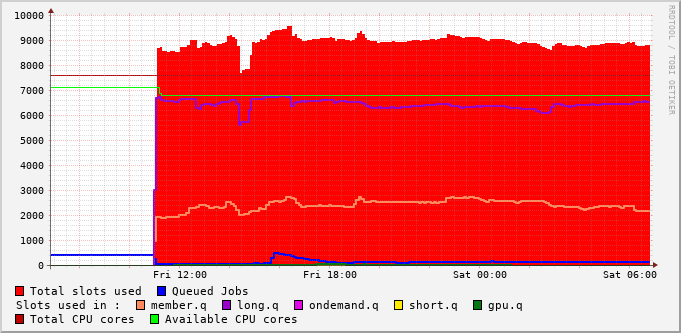 10000
9000
8000
7000
6000
5000
4000
3000
2000
1000
0
Fri 12:00 Fri 18:00 Sat 00:00 Sat 06:00
Total slots used Queued Jobs
Slots used in : member.q long.q ondemand.q short.q gpu.q
Total CPU cores Available CPU cores
RRDTOOL / TOBI OETIKER